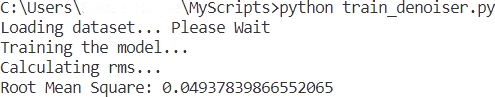 C:\Users\ \MyScripts>python train_denoiser.py
Loading dataset... Please Wait
Training the model...
Calculating rms...
Root Mean Square: 0.04937839866552065